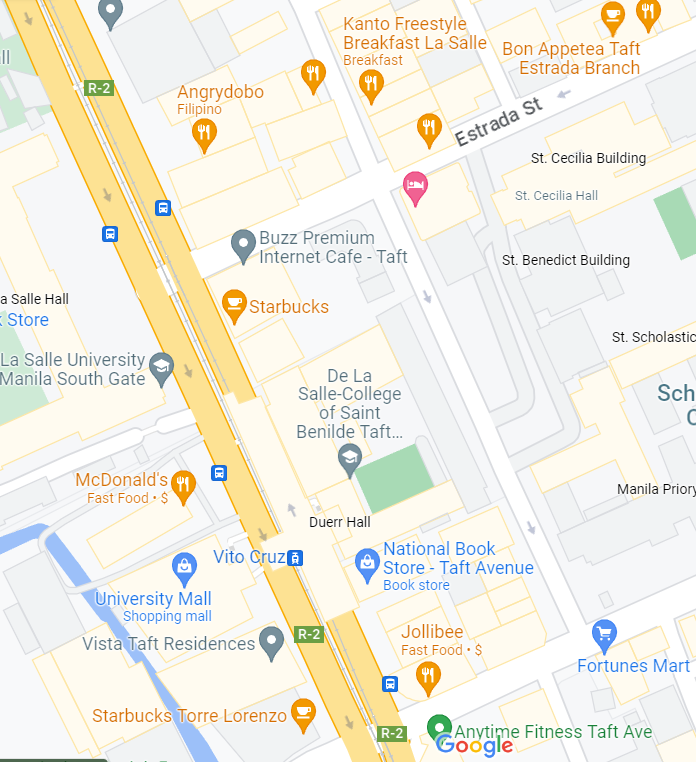 Kanto Freestyle
Breakfast La Salle
Breakfast
Bon Appetea Taft
Estrada Branch
R-2
Angrydobo
Filipino
Estrada St
St. Cecilia Building
St. Cecilia Hall
Buzz Premium
Internet Cafe - Taft
St. Benedict Building
a Salle Hall
k Store
Starbucks
St. Scholastic
La Salle University
Manila South Gate
De La
Salle-College
of Saint
Benilde Taft...
Sch
C
McDonald's
Fast Food • $
Manila Priory
Duerr Hall
Vito Cruz
National Book
Store - Taft Avenue
Book store
University Mall
Shopping mall
R-2
Jollibee
Fast Food • $
Vista Taft Residences
Fortunes Mart
Starbucks Torre Lorenzo
R-2
Anytime Fitness Taft Ave
Google